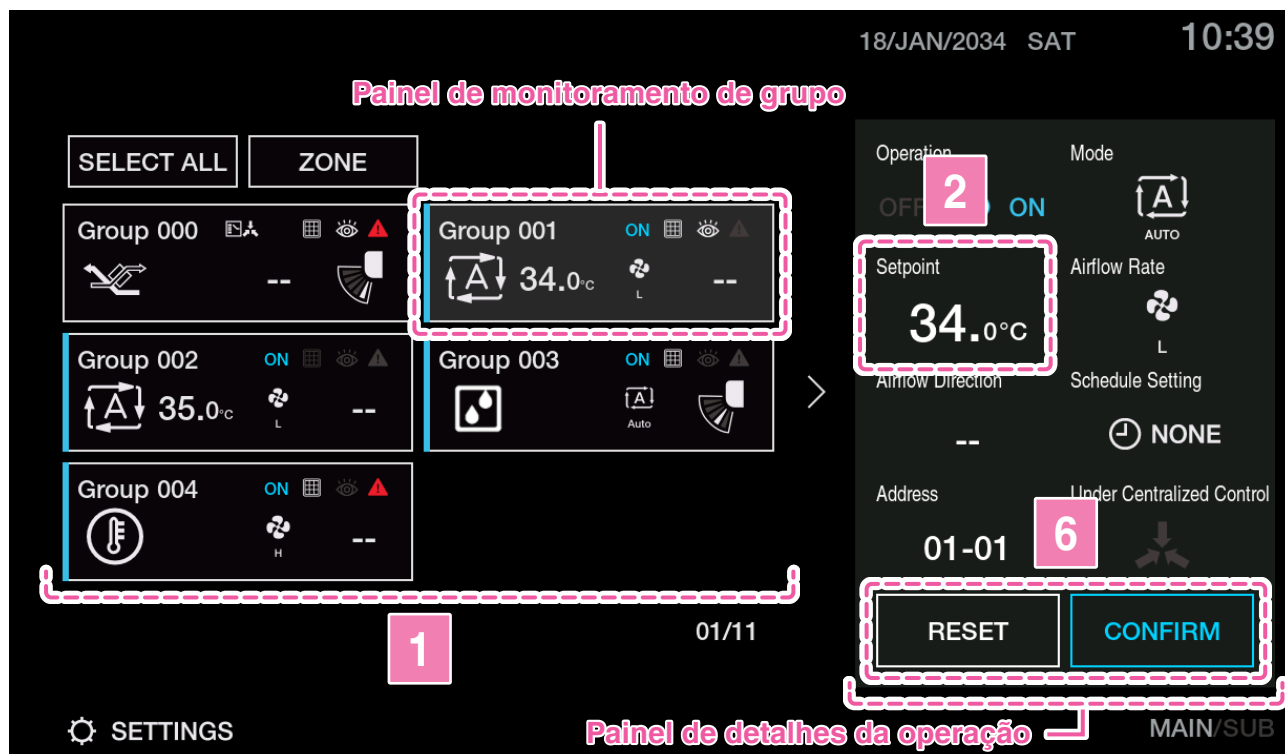 18/JAN/2034 SAT 10:39
Painel de monitoramento de grupo
SELECT ALL
ZONE
Group 000
--
Group 001
ON
A
34.0°C
L
--
Group 002
ON
A
35.0°C
L
--
Group 003
ON
A
Auto
Group 004
ON
H
--
1
01/11
Operation
OFF
2
ON
Mode
A
AUTO
Setpoint
34.0°C
Airflow Rate
L
Airflow Direction
--
Schedule Setting
NONE
Address
01-01
6
Under Centralized Control
RESET
CONFIRM
SETTINGS
Painel de detalhes da operação
MAIN/SUB